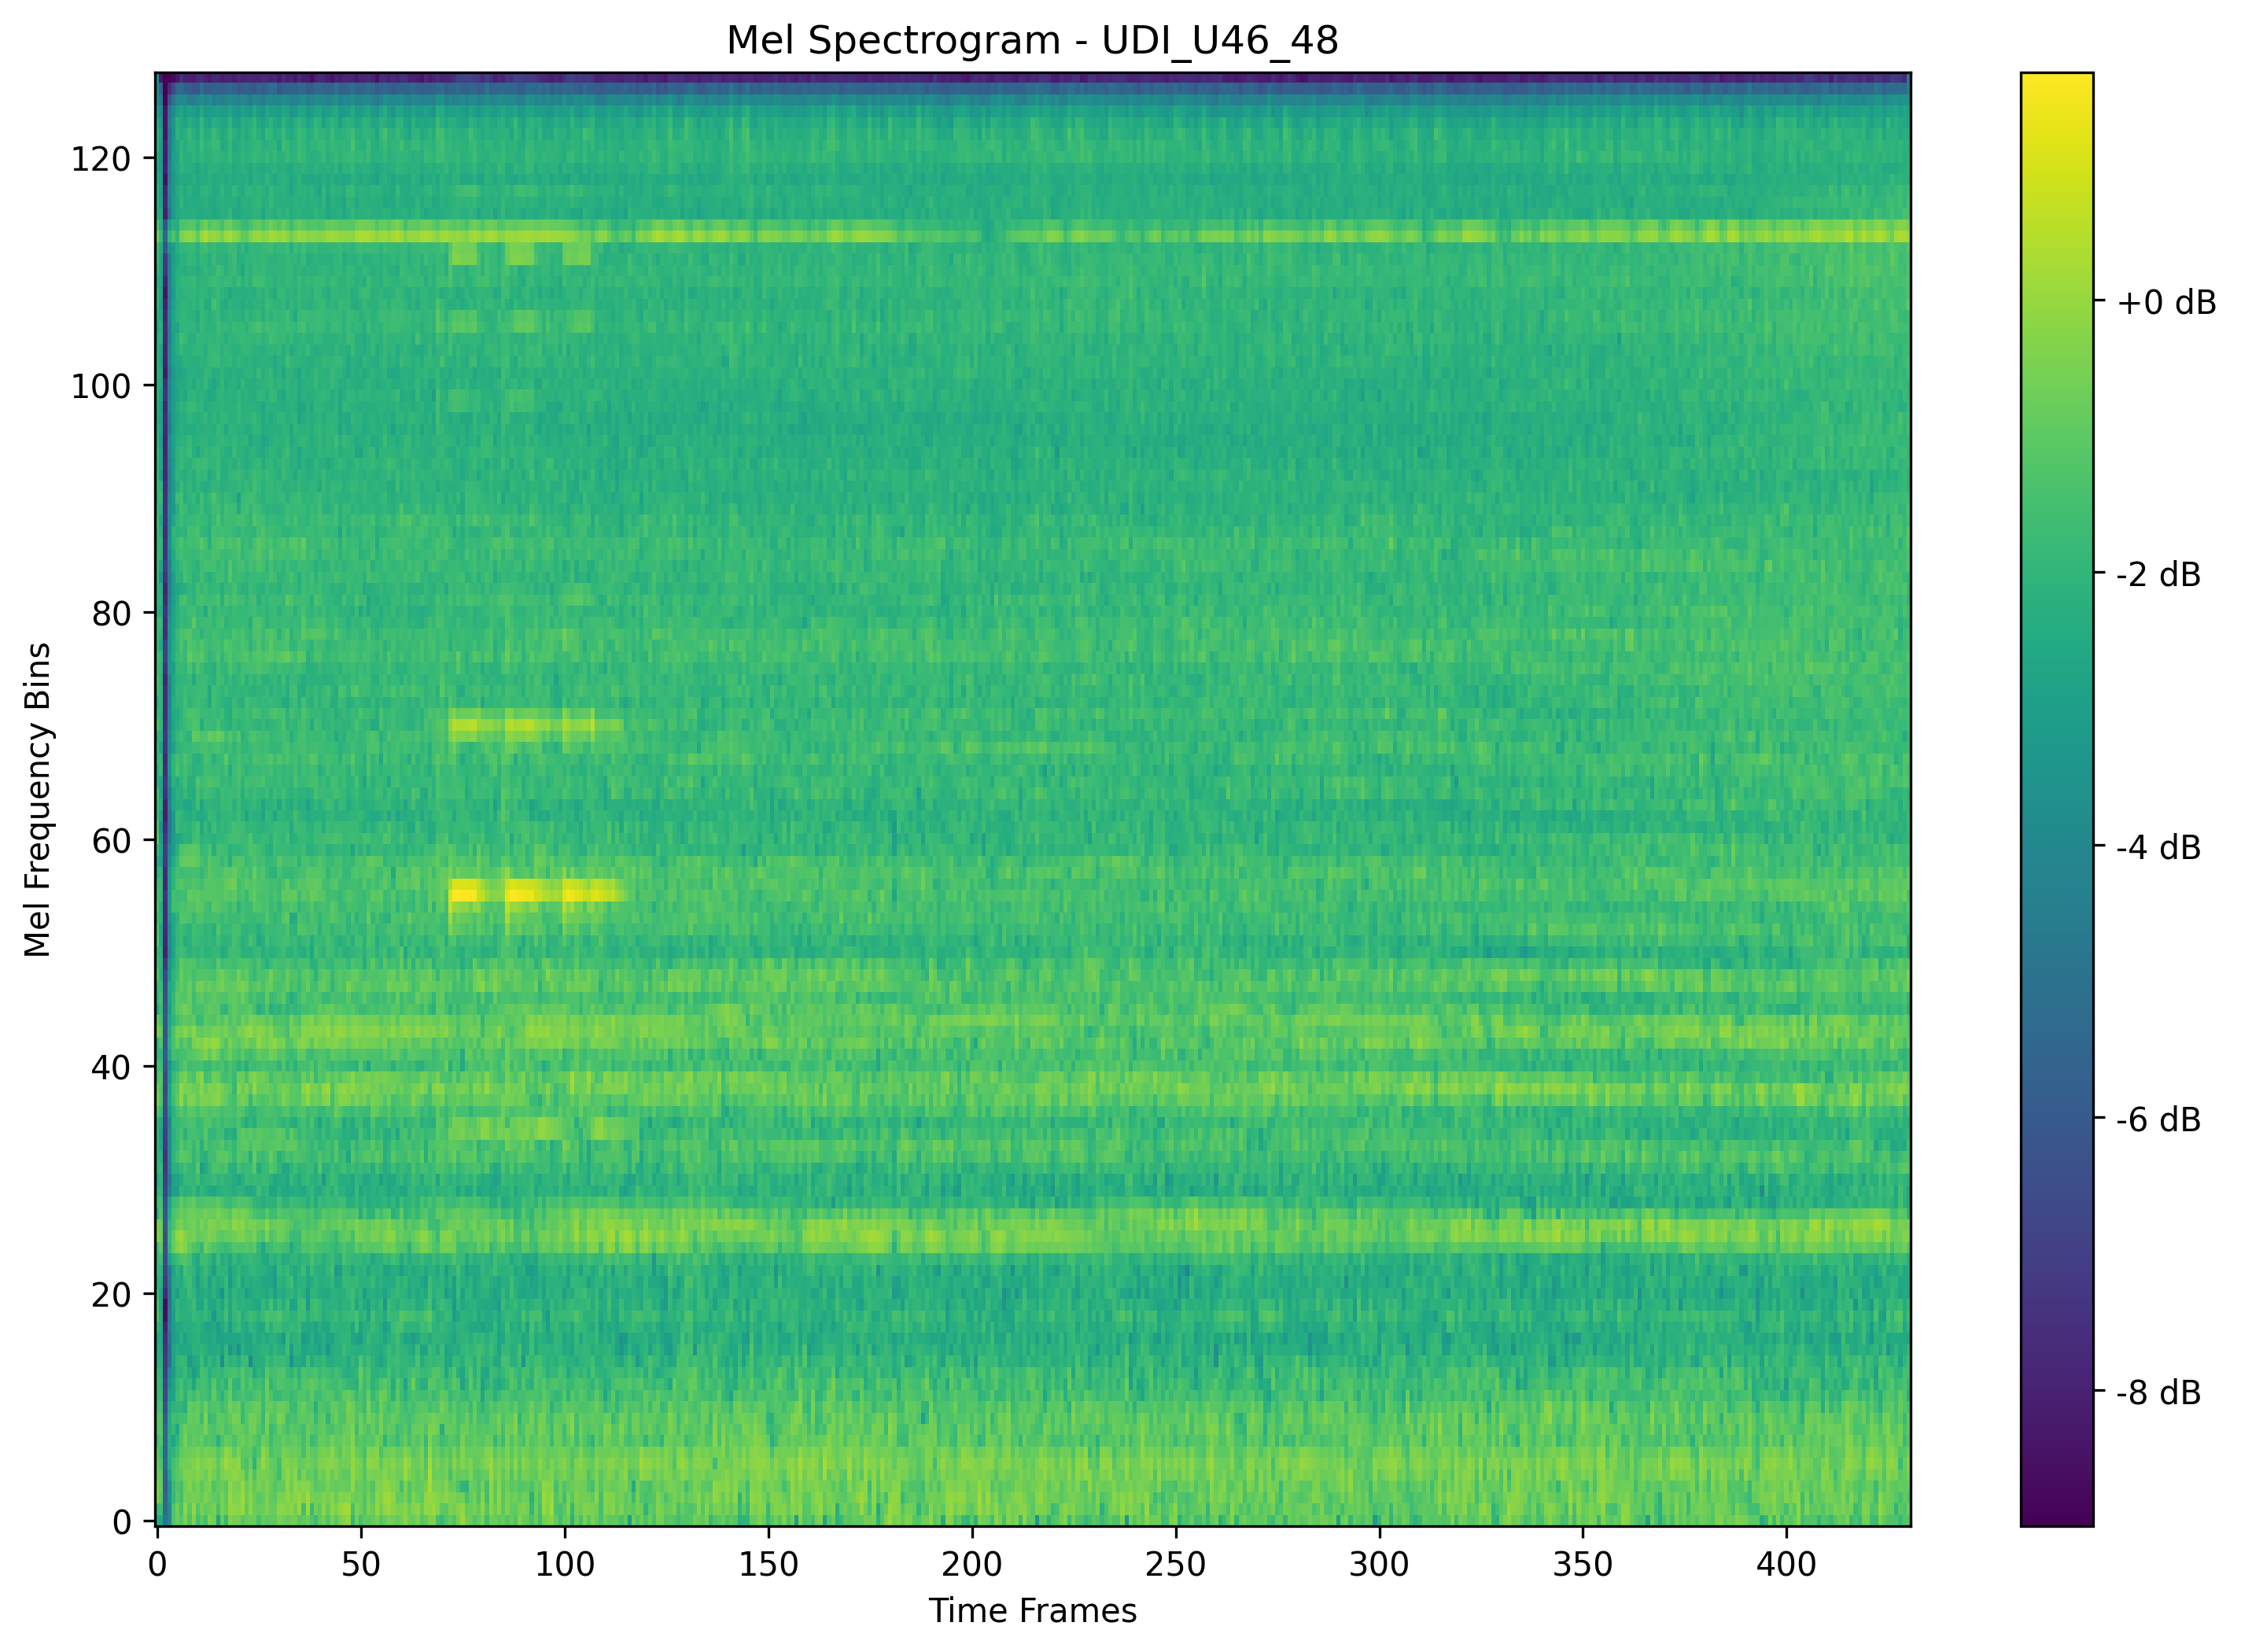 Mel Spectrogram - UDI_U46_48
120
100
80
60
40
20
0
Mel Frequency Bins
0 50 100 150 200 250 300 350 400
Time Frames
+0 dB
-2 dB
-4 dB
-6 dB
-8 dB